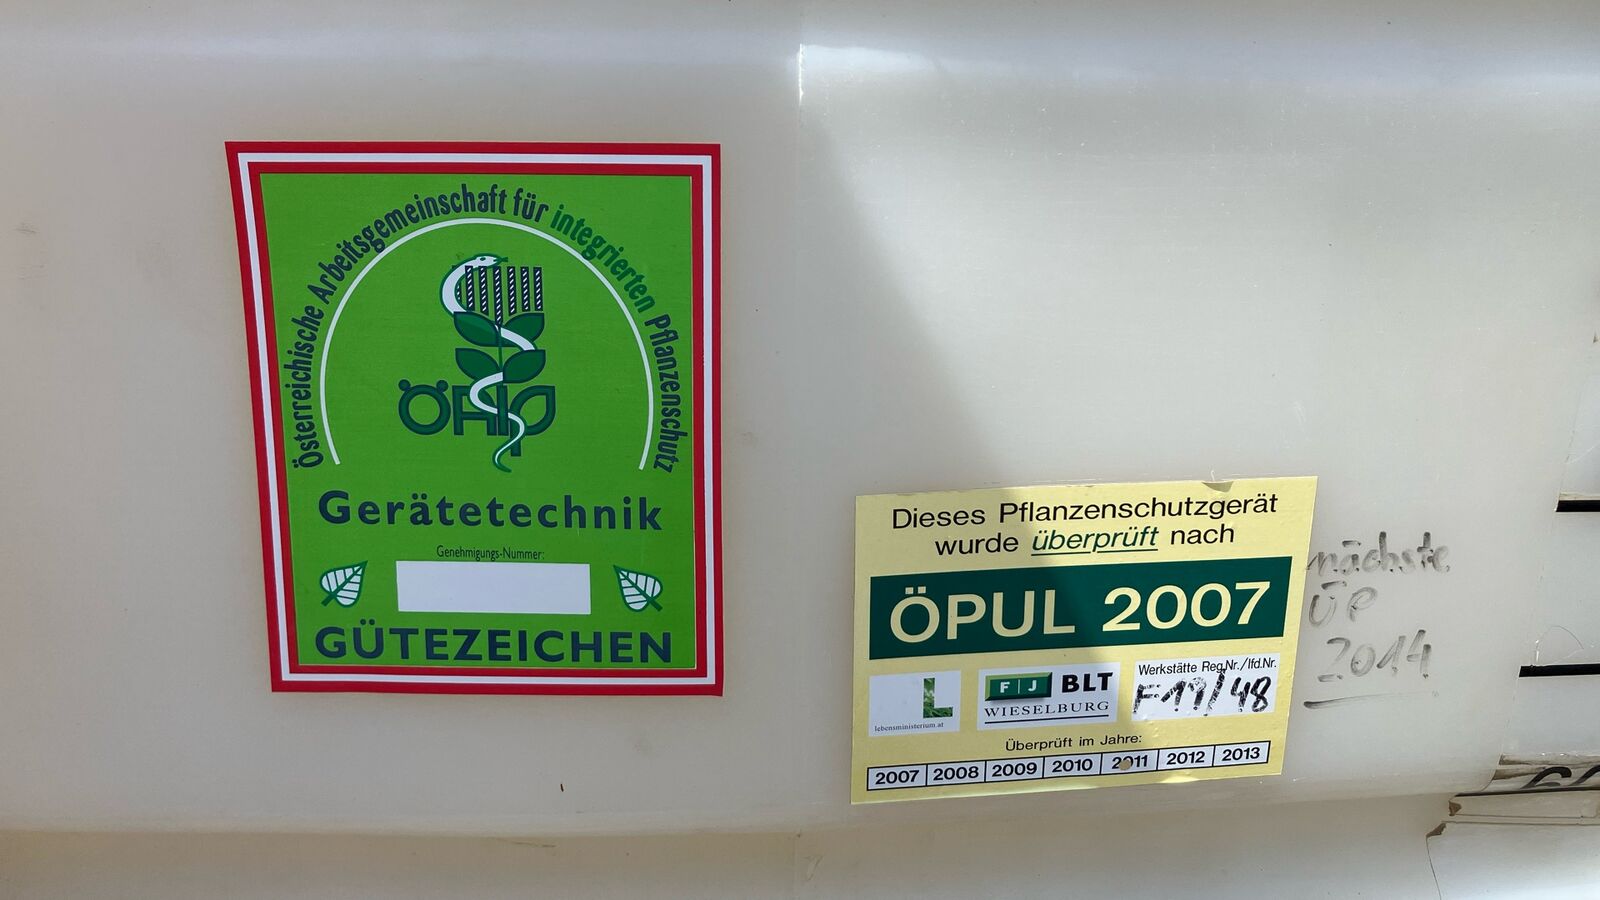 Österreichische Arbeitsgemeinschaft für integrierten Pflanzenschutz
ÖAIP
Gerätetechnik
Genehmigungs-Nummer:
GÜTEZEICHEN
Dieses Pflanzenschutzgerät
wurde überprüft nach
ÖPUL 2007
L
lebensministerium.at
FJ BLT
WIESELBURG
Werkstätte Reg.Nr./lfd.Nr.
F19/48
Überprüft im Jahre:
2007 2008 2009 2010 2011 2012 2013
nächste
ÜP
2014